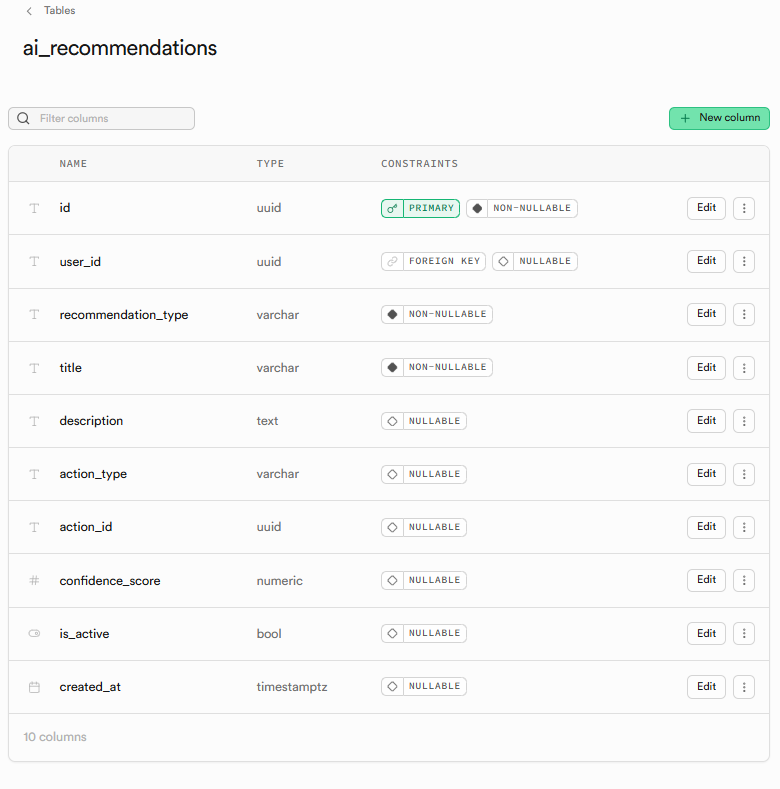 Tables
ai_recommendations
Filter columns
New column
NAME TYPE CONSTRAINTS
id uuid PRIMARY NON-NULLABLE Edit
user_id uuid FOREIGN KEY NULLABLE Edit
recommendation_type varchar NON-NULLABLE Edit
title varchar NON-NULLABLE Edit
description text NULLABLE Edit
action_type varchar NULLABLE Edit
action_id uuid NULLABLE Edit
confidence_score numeric NULLABLE Edit
is_active bool NULLABLE Edit
created_at timestamptz NULLABLE Edit
10 columns